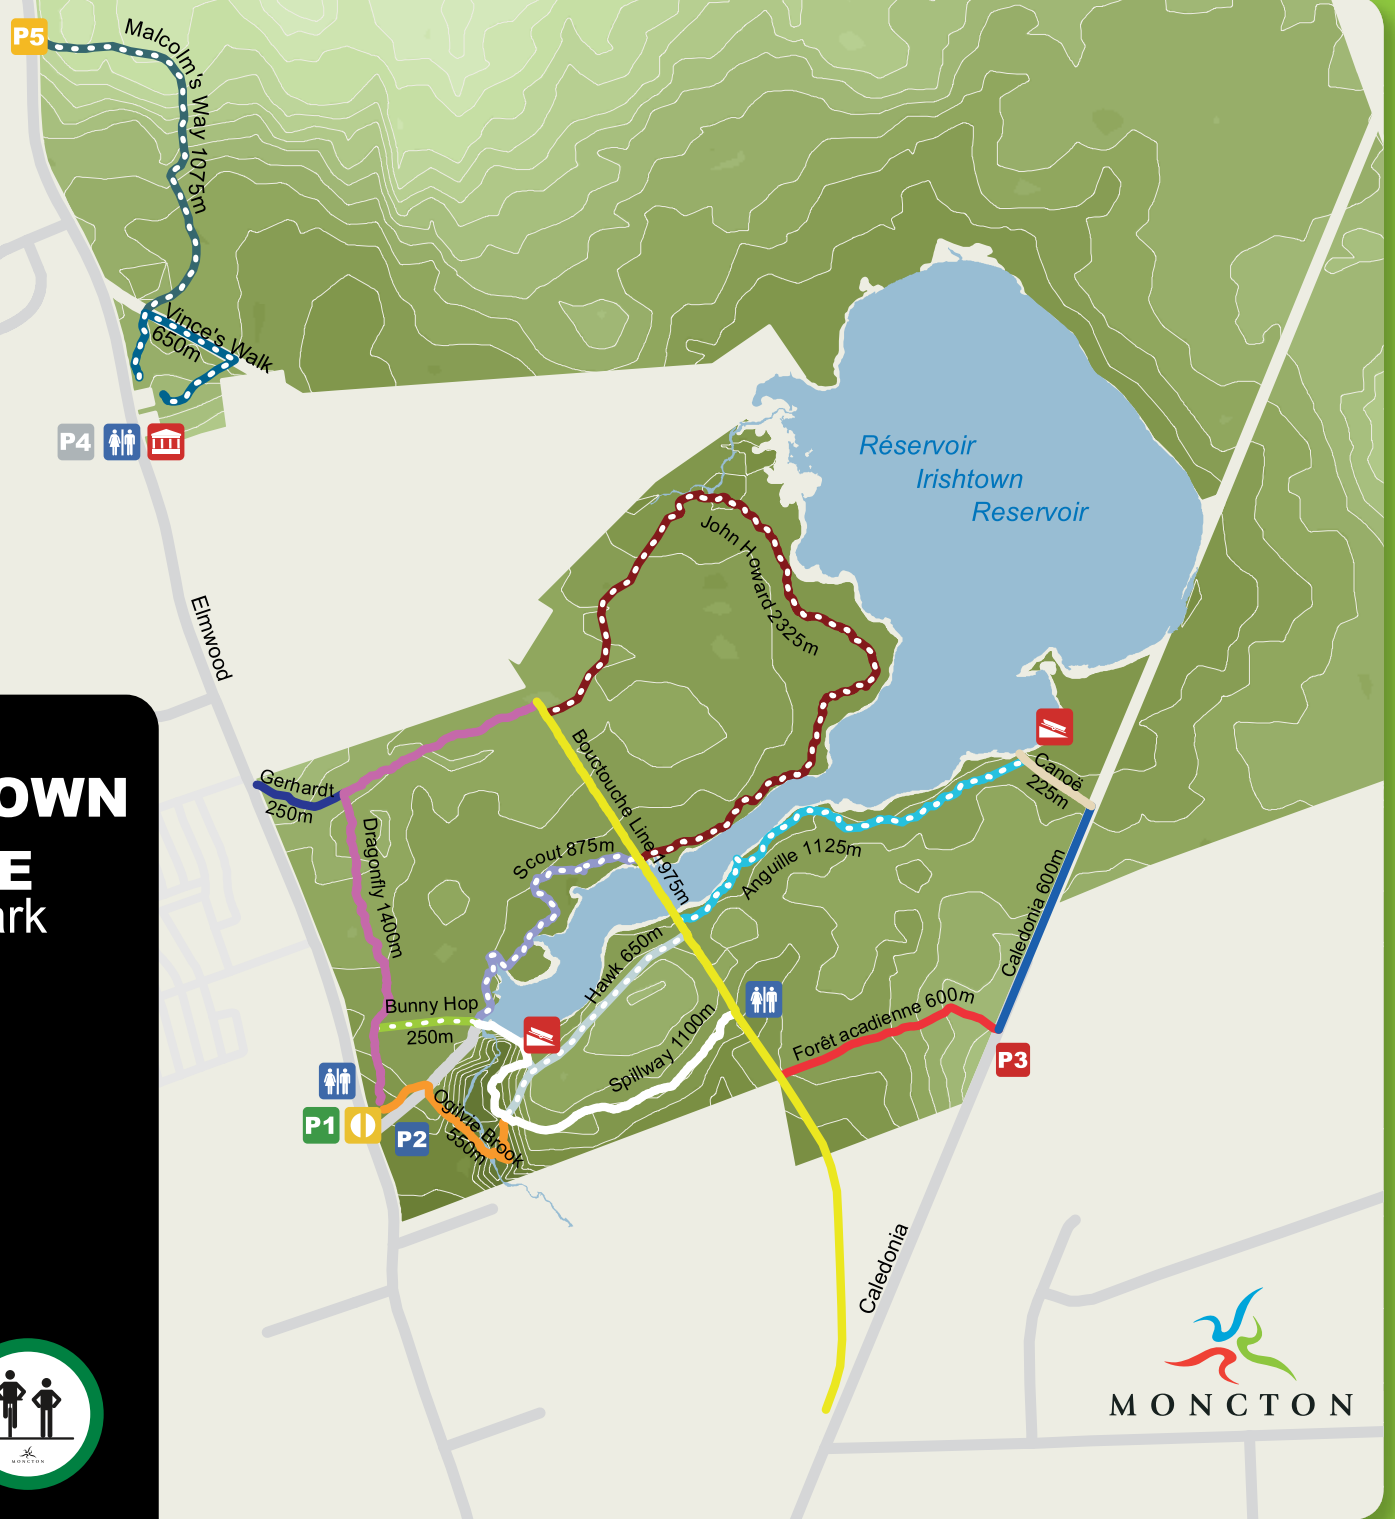 P5
Malcolm's Way 1075m
Vince's Walk
650m
P4
Réservoir
Irishtown
Reservoir
John Howard 2325m
Elmwood
Bouctouche Line 1975m
Gerhardt
250m
Canoë
225m
OWN
E
ark
Dragonfly 1400m
Scout 875m
Anguille 1125m
Caledonia 600m
Hawk 650m
Bunny Hop
250m
Spillway 1100m
Forêt acadienne 600m
P3
P1
P2
Ogilvie Brook
550m
Caledonia
MONCTON
MONCTON